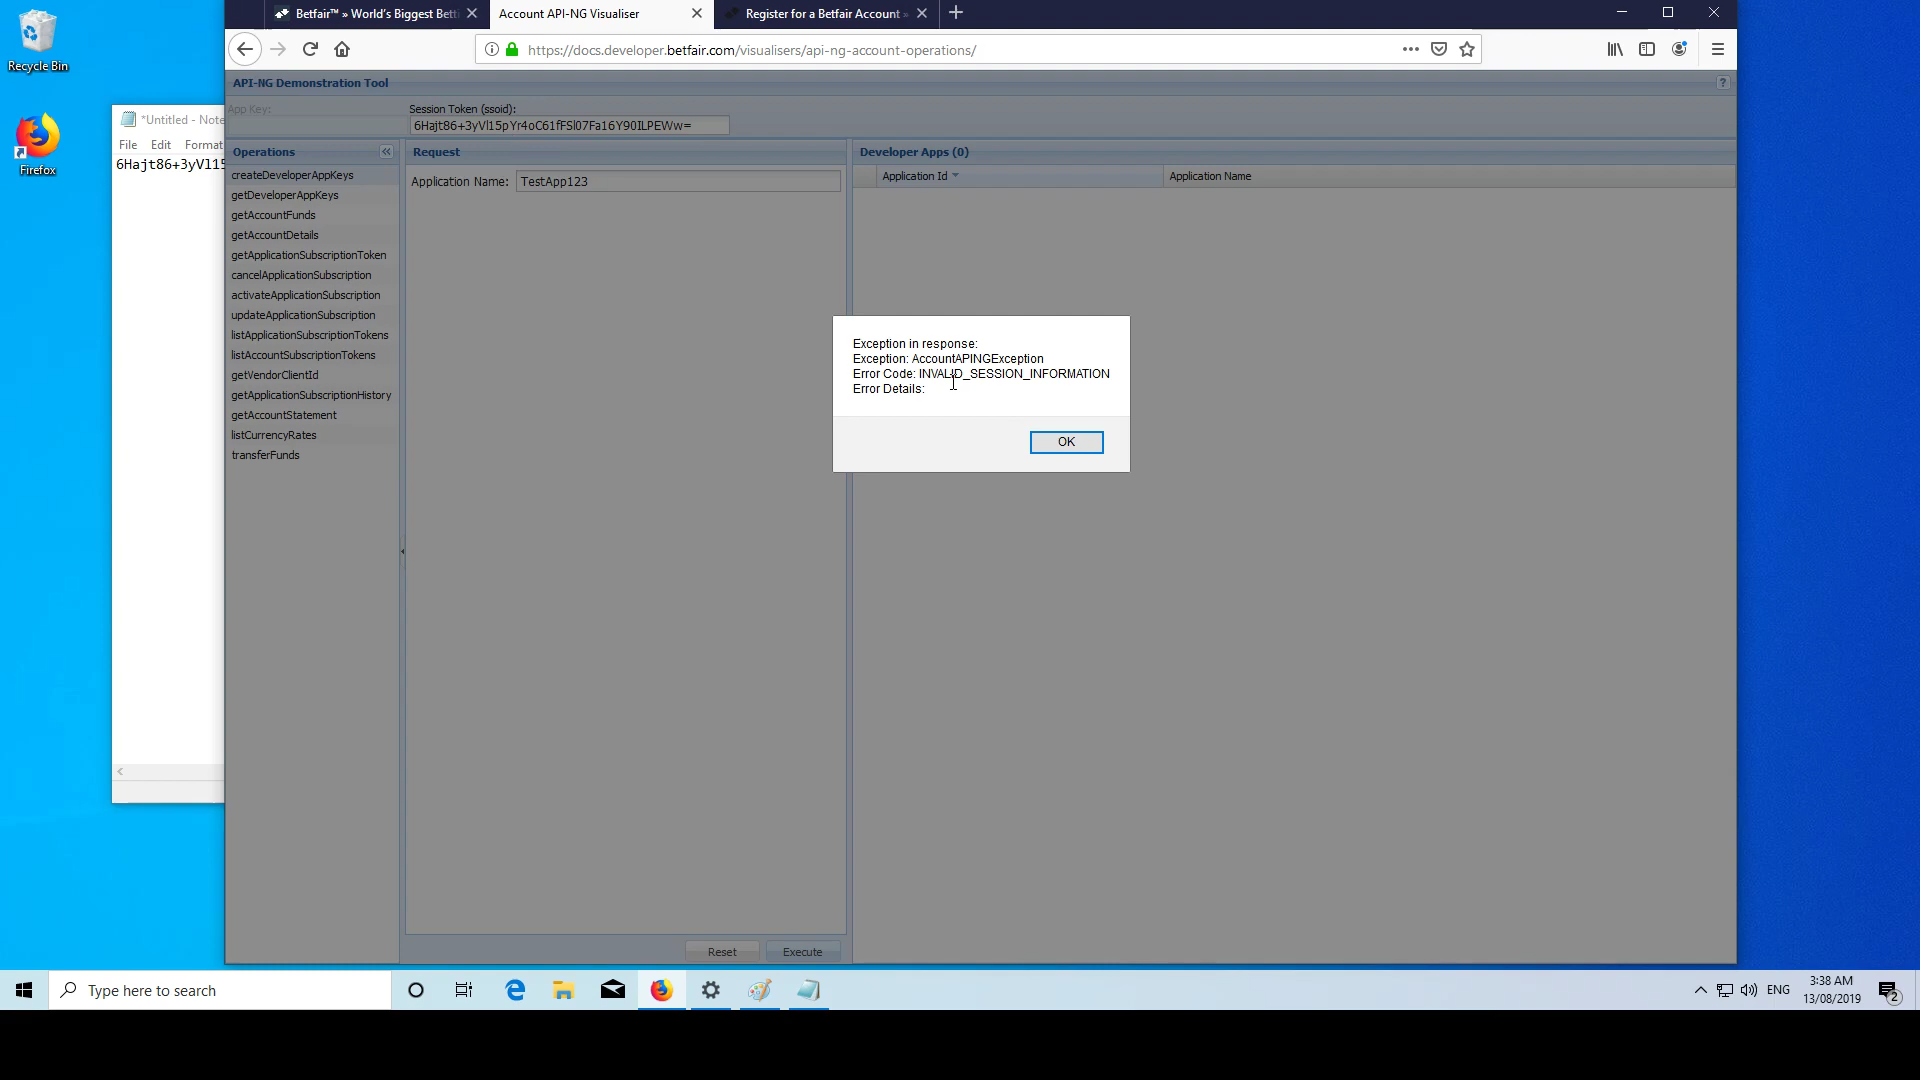 Recycle Bin
Firefox
*Untitled - Note
File Edit Format
6Hajt86+3yVl15
Betfair™ » World's Biggest Betti
Account API-NG Visualiser
Register for a Betfair Account »
https://docs.developer.betfair.com/visualisers/api-ng-account-operations/
API-NG Demonstration Tool
?
App Key:
Session Token (ssoid):
6Hajt86+3yVl15pYr4oC61fFSl07Fa16Y90ILPEWw=
Operations
createDeveloperAppKeys
getDeveloperAppKeys
getAccountFunds
getAccountDetails
getApplicationSubscriptionToken
cancelApplicationSubscription
activateApplicationSubscription
updateApplicationSubscription
listApplicationSubscriptionTokens
listAccountSubscriptionTokens
getVendorClientId
getApplicationSubscriptionHistory
getAccountStatement
listCurrencyRates
transferFunds
Request
Application Name: TestApp123
Reset
Execute
Developer Apps (0)
Application Id
Application Name
Exception in response:
Exception: AccountAPINGException
Error Code: INVALID_SESSION_INFORMATION
Error Details:
OK
Type here to search
ENG
3:38 AM
13/08/2019
2